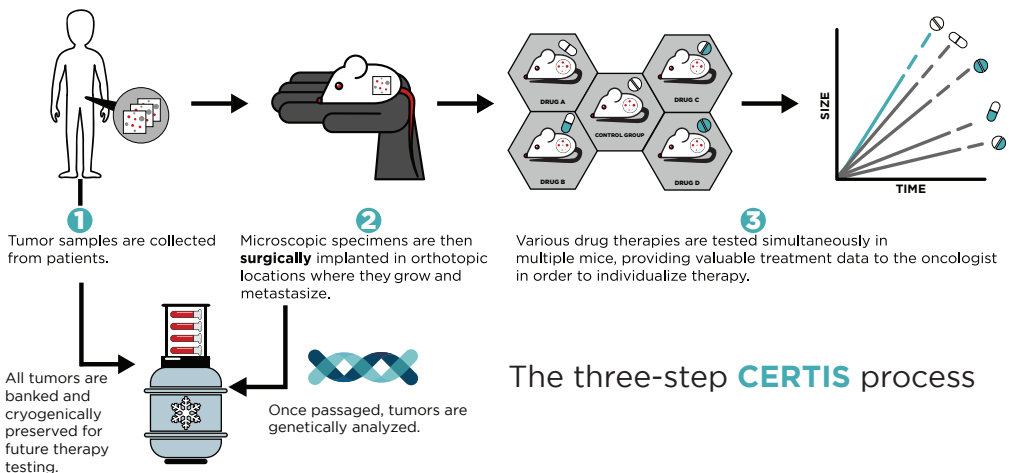 DRUG A
DRUG C
CONTROL GROUP
DRUG B
DRUG D
SIZE
TIME
1
Tumor samples are collected
from patients.
2
Microscopic specimens are then
surgically implanted in orthotopic
locations where they grow and
metastasize.
3
Various drug therapies are tested simultaneously in
multiple mice, providing valuable treatment data to the oncologist
in order to individualize therapy.
All tumors are
banked and
cryogenically
preserved for
future therapy
testing.
Once passaged, tumors are
genetically analyzed.
The three-step CERTIS process